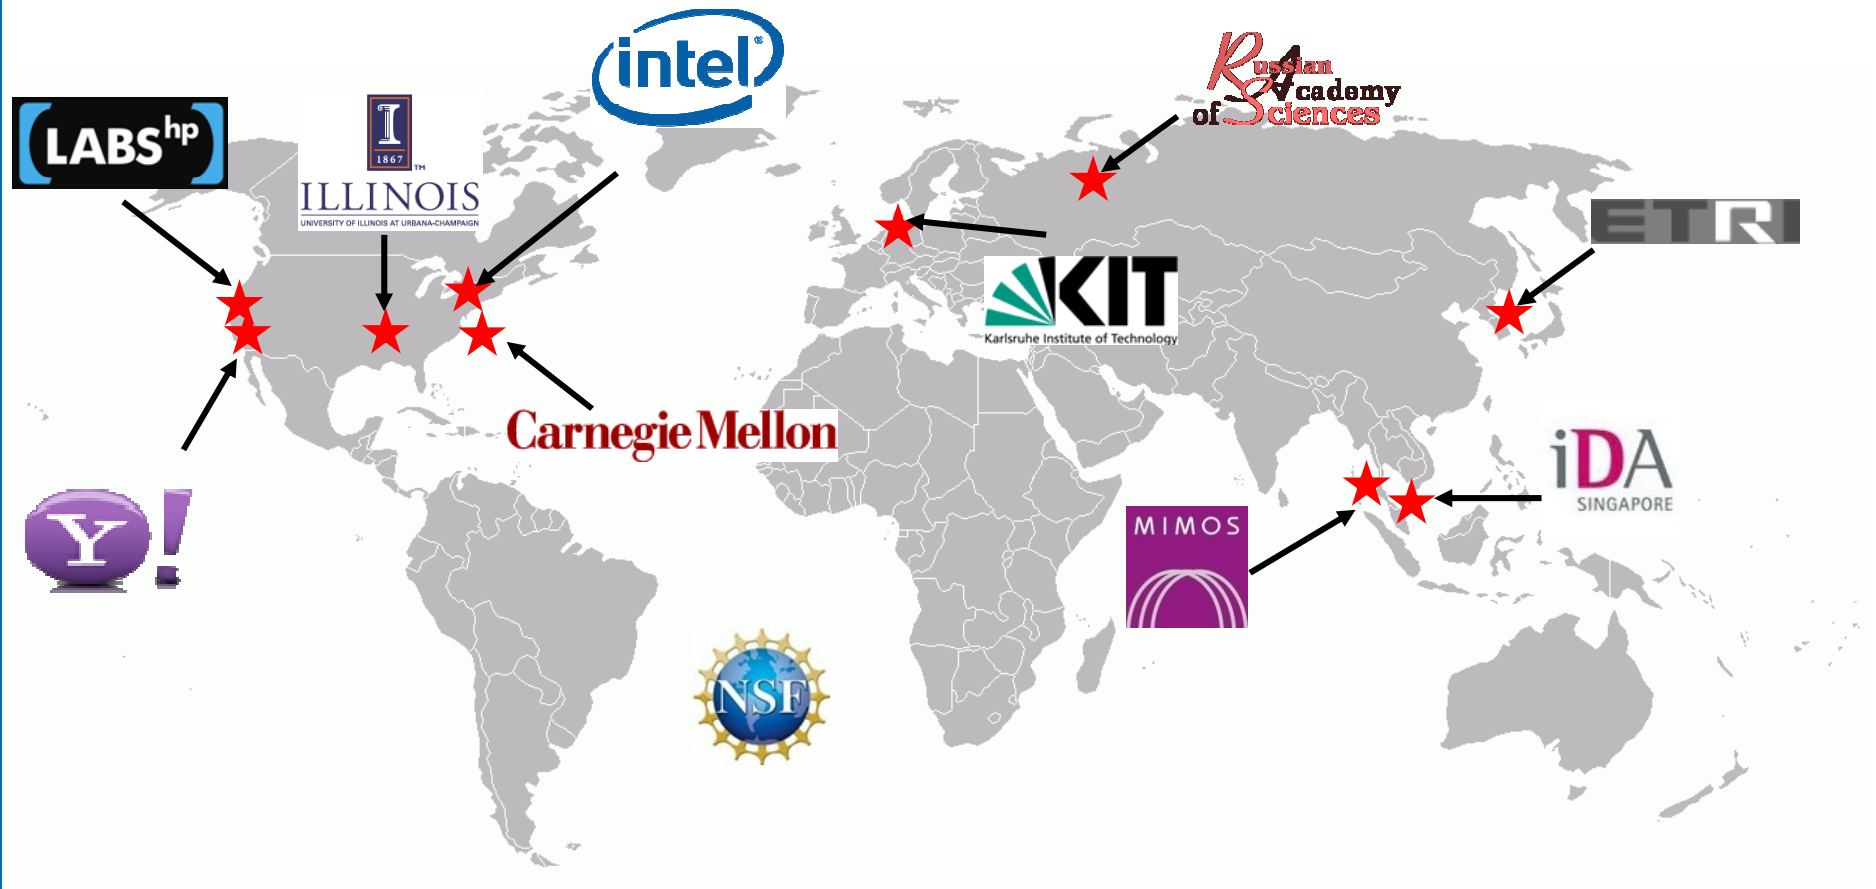 intel®
Russian
Academy
of Sciences
LABS hp
I
1867
TM
ILLINOIS
UNIVERSITY OF ILLINOIS AT URBANA-CHAMPAIGN
ETRI
KIT
Karlsruhe Institute of Technology
Carnegie Mellon
iDA
SINGAPORE
Y!
MIMOS
NSF